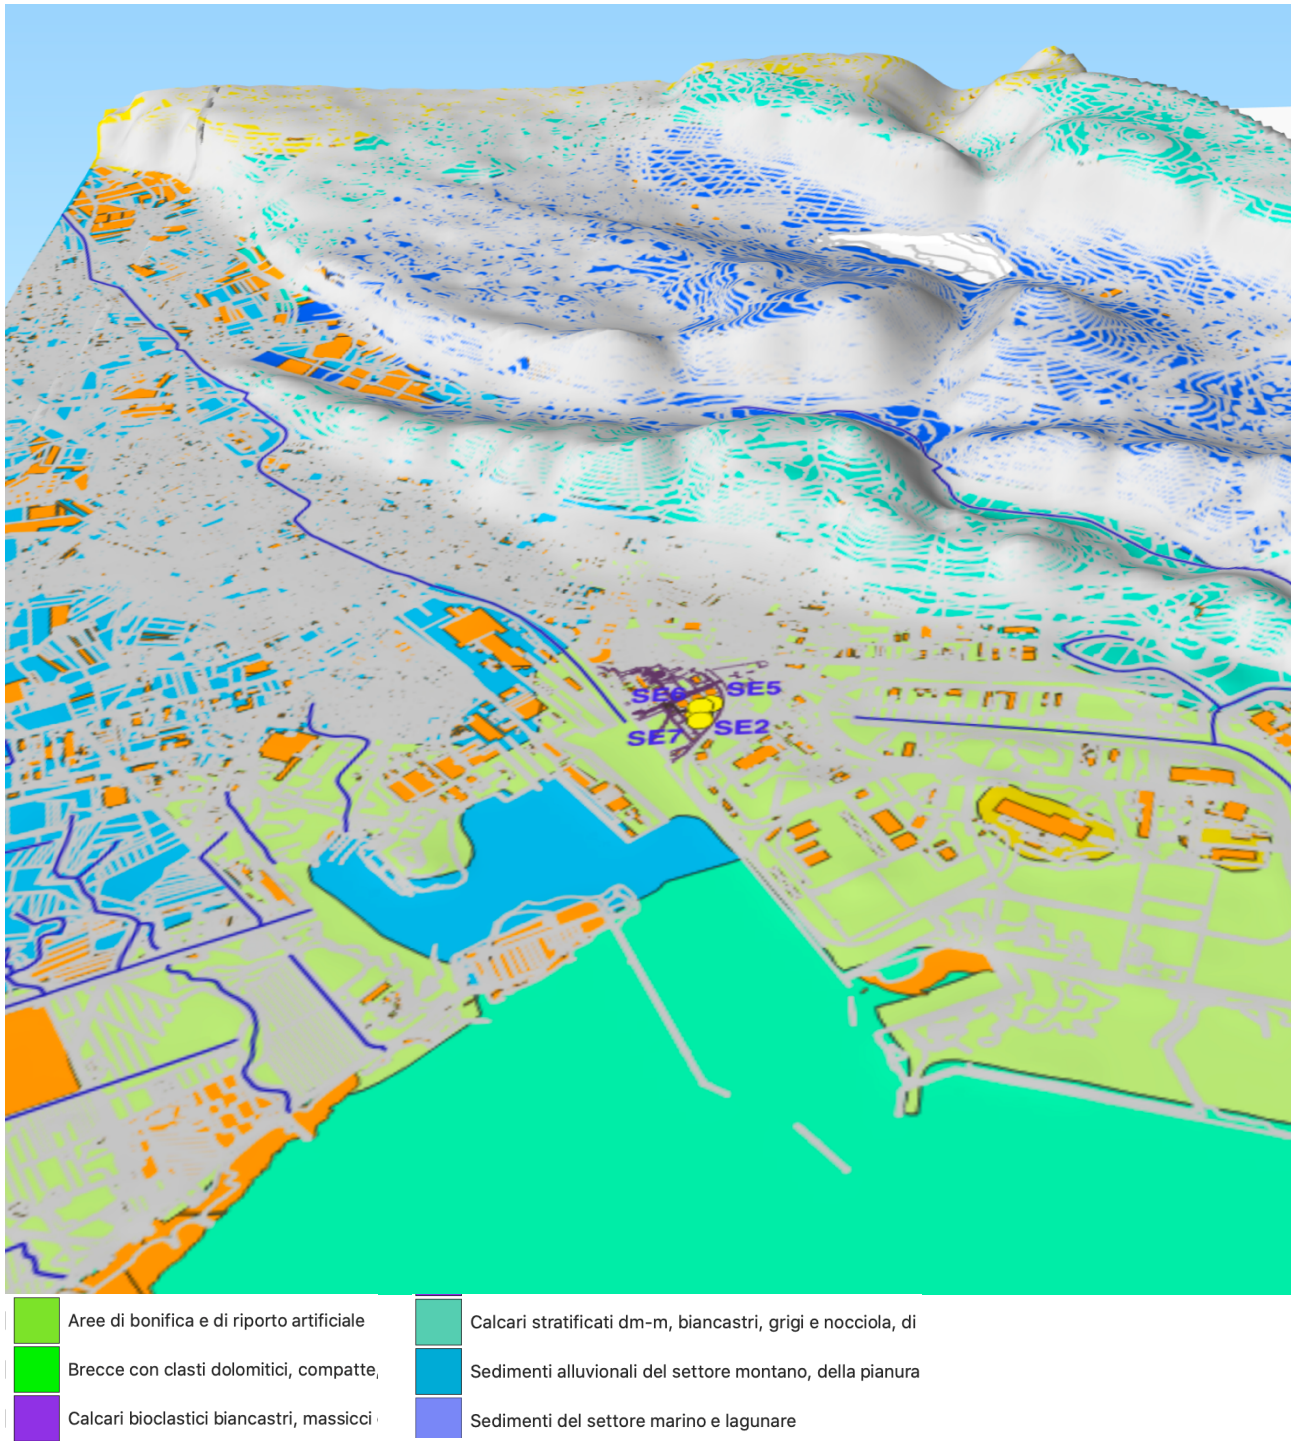 SE6 SE5
SE7 SE2
Aree di bonifica e di riporto artificiale
Brecce con clasti dolomitici, compatte,
Calcari bioclastici biancastri, massicci
Calcari stratificati dm-m, biancastri, grigi e nocciola, di
Sedimenti alluvionali del settore montano, della pianura
Sedimenti del settore marino e lagunare